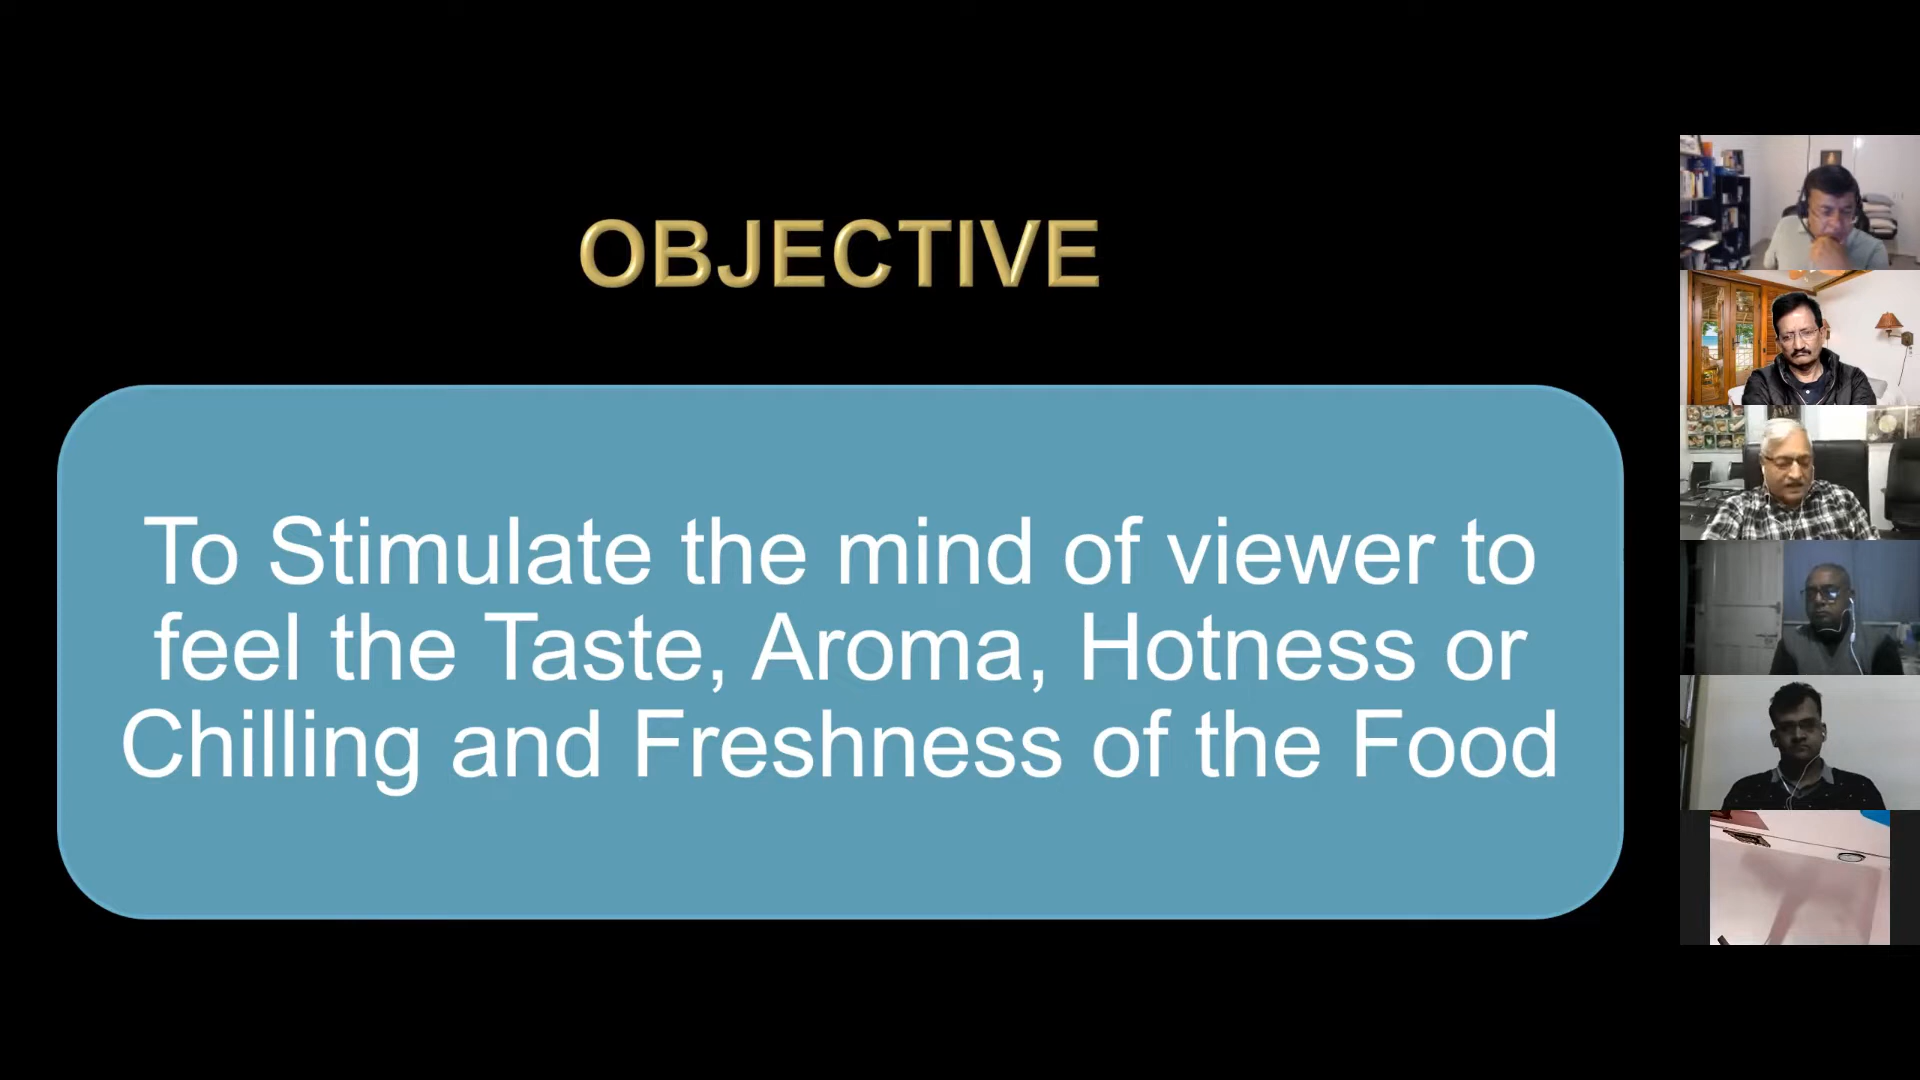 OBJECTIVE
To Stimulate the mind of viewer to
feel the Taste, Aroma, Hotness or
Chilling and Freshness of the Food